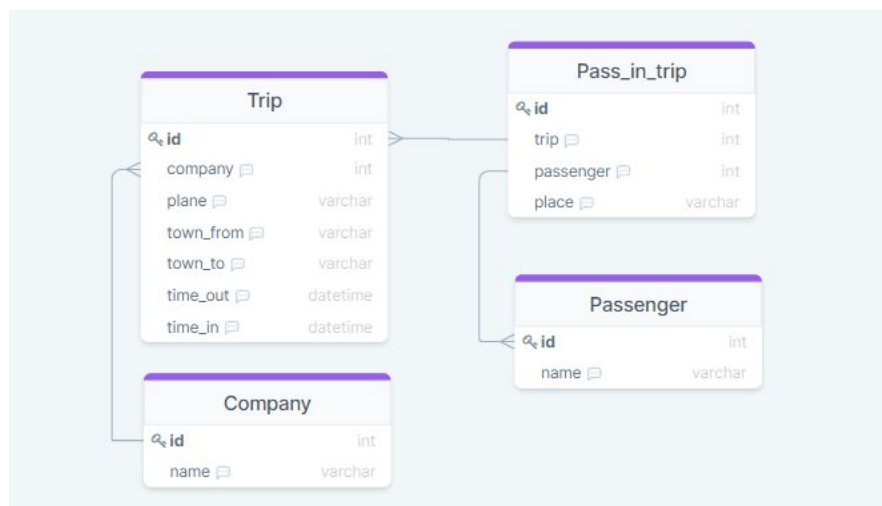 Trip
id int
company int
plane varchar
town_from varchar
town_to varchar
time_out datetime
time_in datetime
Pass_in_trip
id int
trip int
passenger int
place varchar
Company
id int
name varchar
Passenger
id int
name varchar